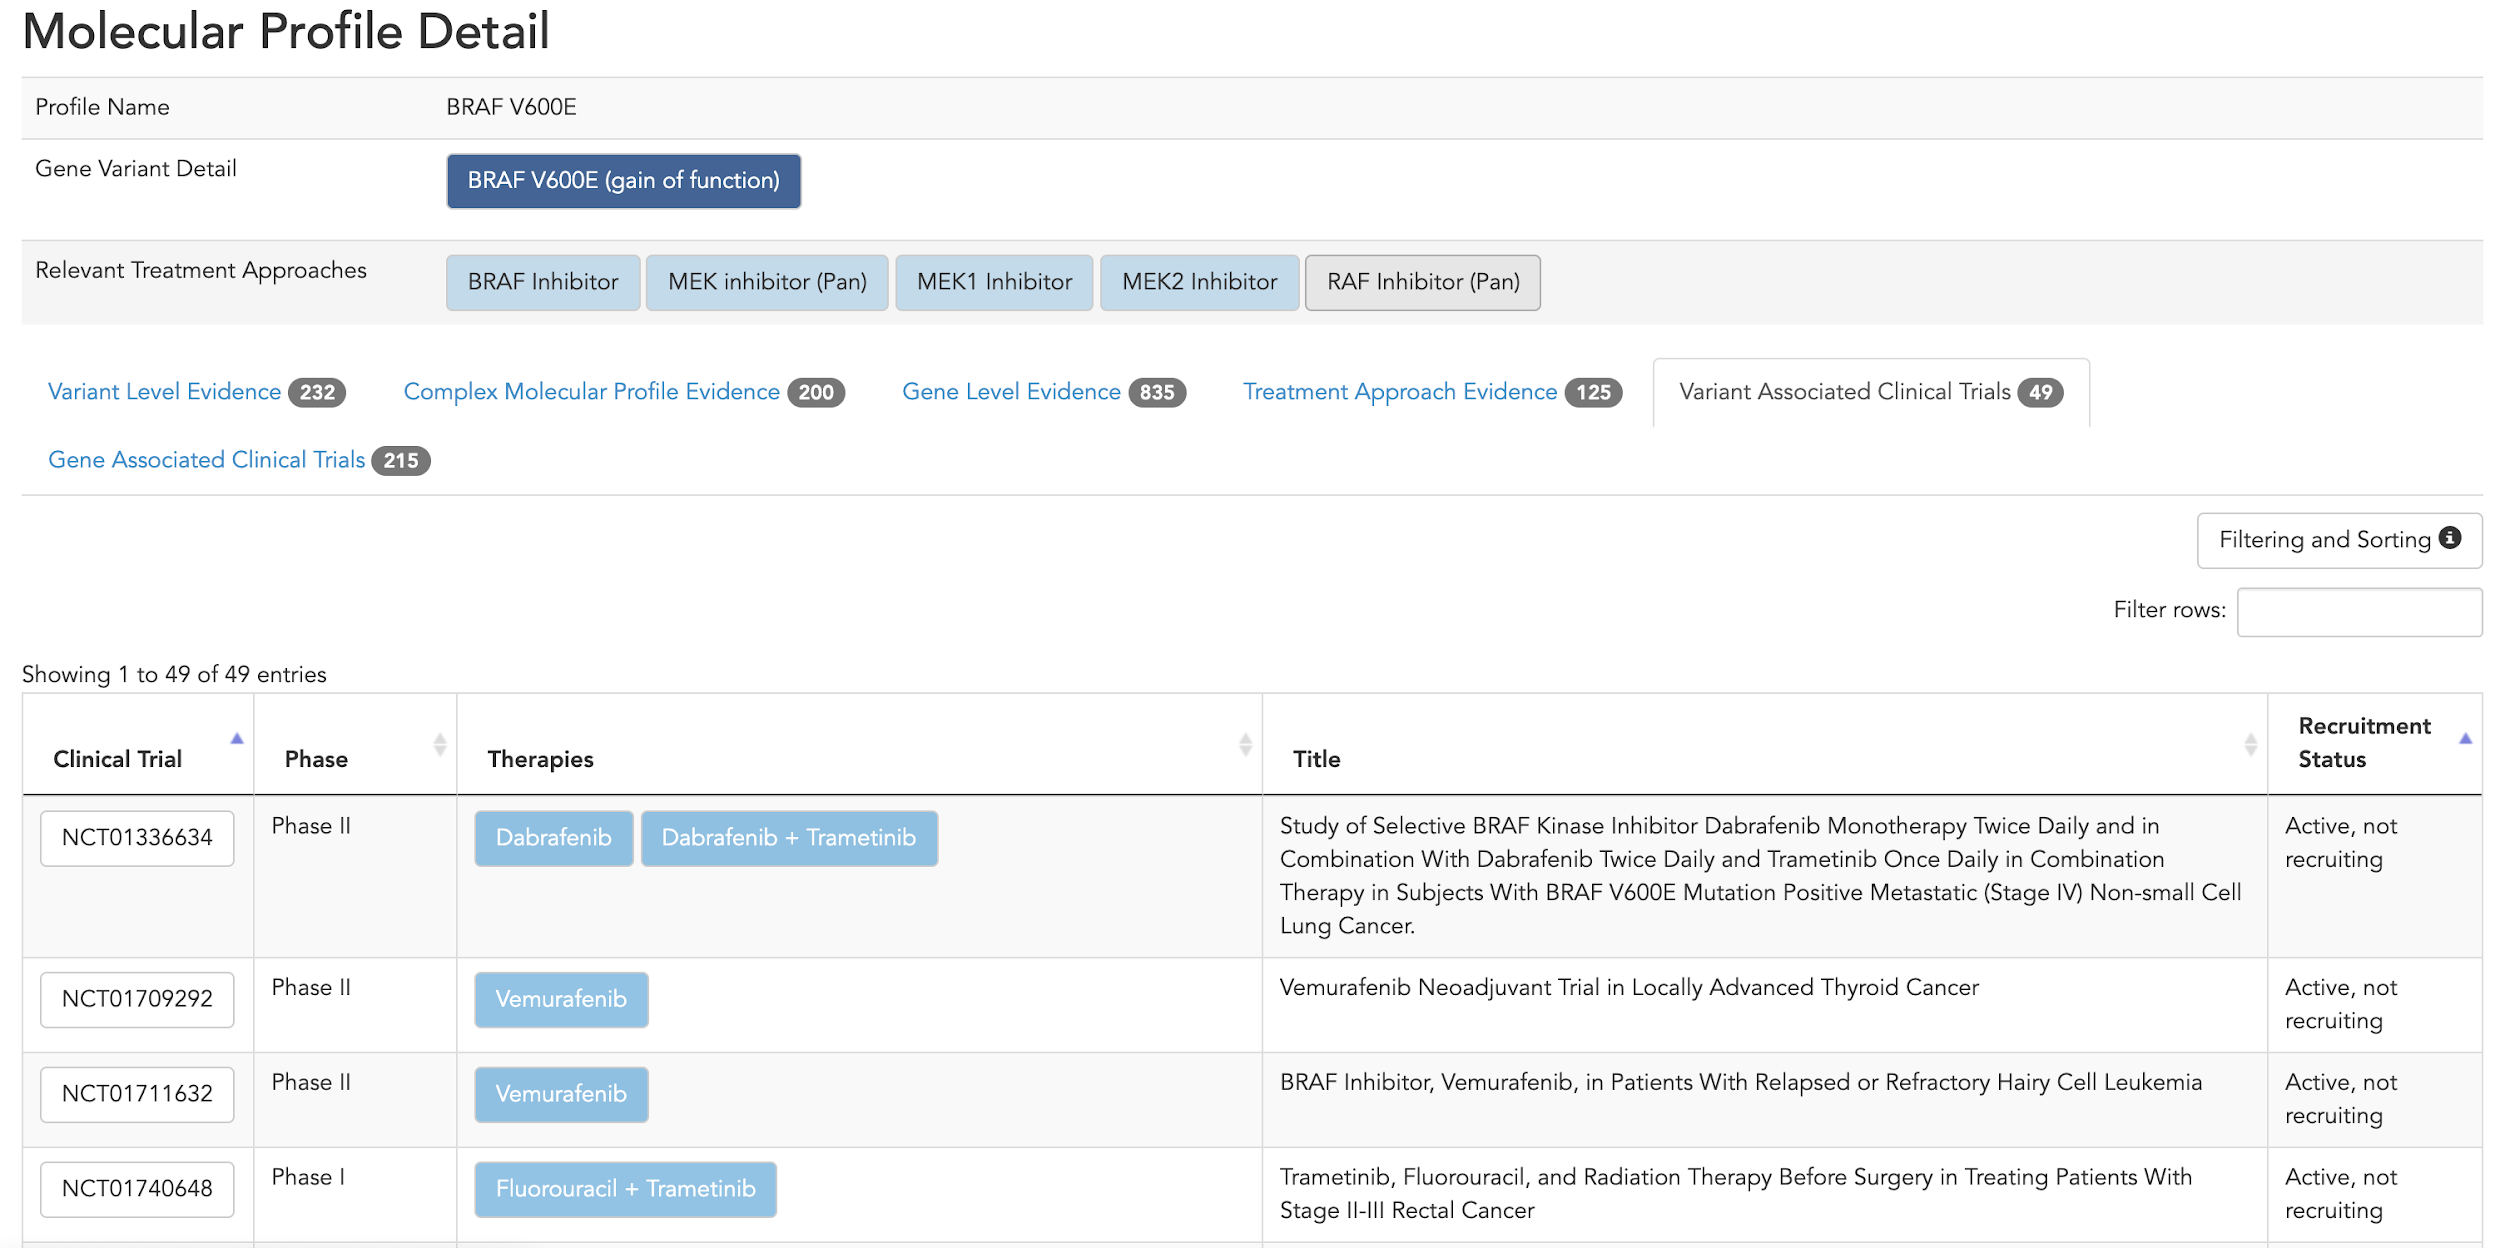 Molecular Profile Detail
Profile Name BRAF V600E
Gene Variant Detail BRAF V600E (gain of function)
Relevant Treatment Approaches BRAF Inhibitor MEK inhibitor (Pan) MEK1 Inhibitor MEK2 Inhibitor RAF Inhibitor (Pan)
Variant Level Evidence 232 Complex Molecular Profile Evidence 200 Gene Level Evidence 835 Treatment Approach Evidence 125 Variant Associated Clinical Trials 49
Gene Associated Clinical Trials 215
Filtering and Sorting
Filter rows:
Showing 1 to 49 of 49 entries
Clinical Trial Phase Therapies Title Recruitment Status
NCT01336634 Phase II Dabrafenib Dabrafenib + Trametinib
Study of Selective BRAF Kinase Inhibitor Dabrafenib Monotherapy Twice Daily and in
Combination With Dabrafenib Twice Daily and Trametinib Once Daily in Combination
Therapy in Subjects With BRAF V600E Mutation Positive Metastatic (Stage IV) Non-small Cell
Lung Cancer.
Active, not
recruiting
NCT01709292 Phase II Vemurafenib Vemurafenib Neoadjuvant Trial in Locally Advanced Thyroid Cancer
Active, not
recruiting
NCT01711632 Phase II Vemurafenib BRAF Inhibitor, Vemurafenib, in Patients With Relapsed or Refractory Hairy Cell Leukemia
Active, not
recruiting
NCT01740648 Phase I Fluorouracil + Trametinib
Trametinib, Fluorouracil, and Radiation Therapy Before Surgery in Treating Patients With
Stage II-III Rectal Cancer
Active, not
recruiting